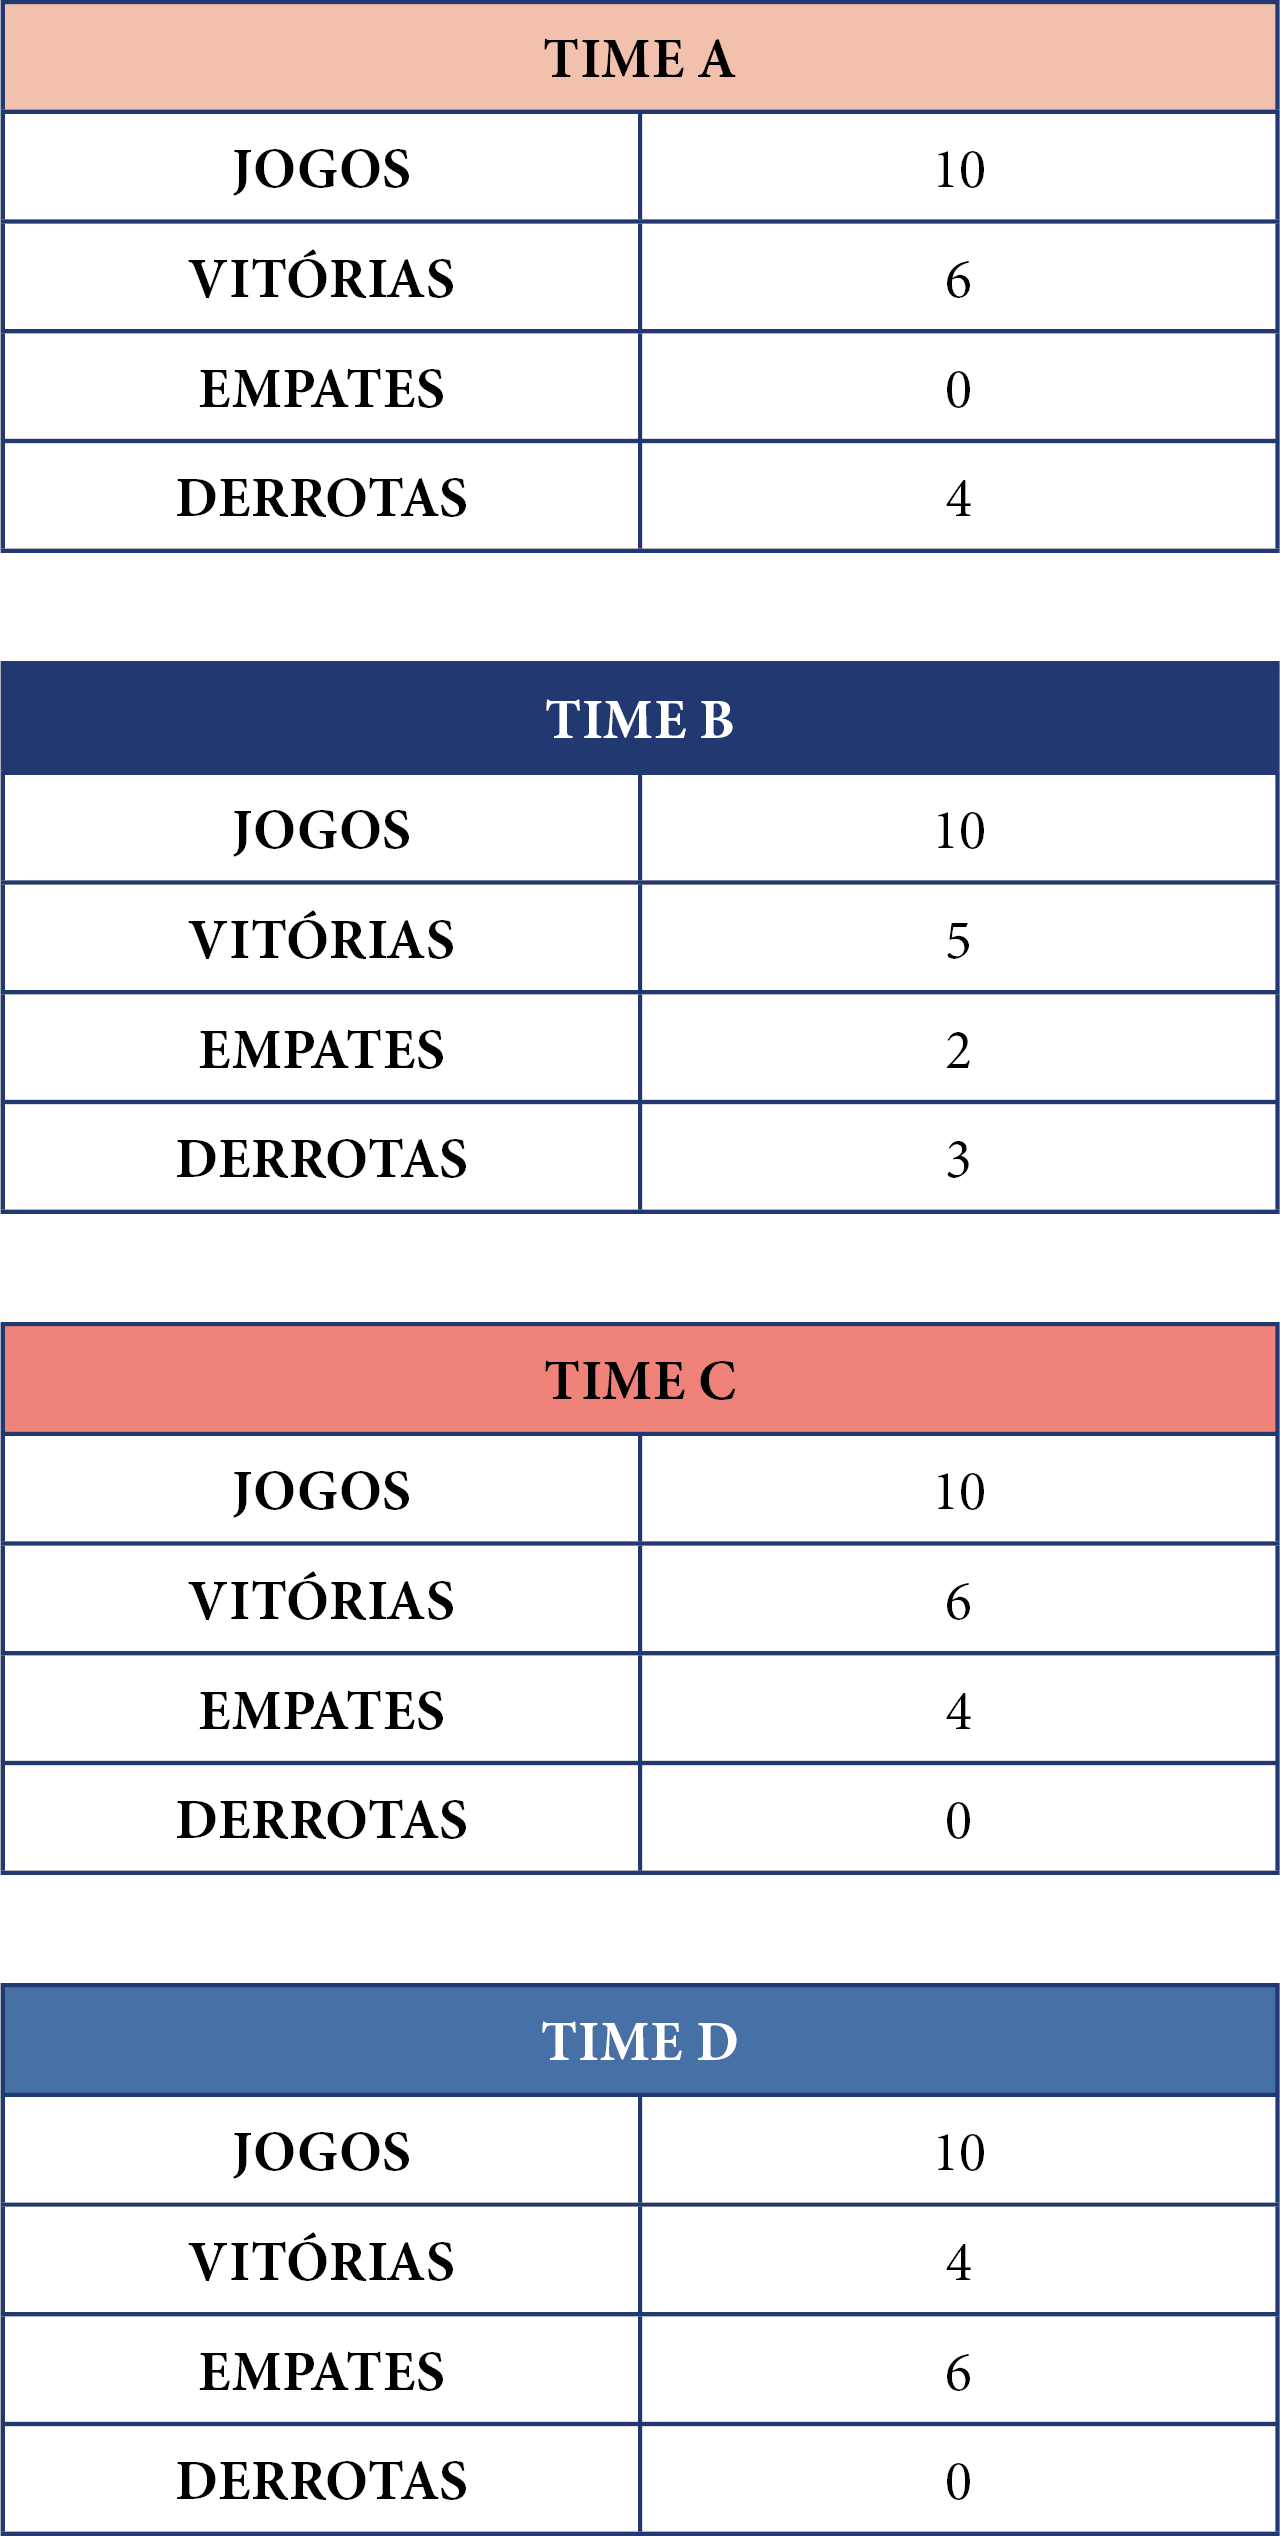 TIME A
JOGOS 10
VITÓRIAS 6
EMPATES 0
DERROTAS 4
TIME B
JOGOS 10
VITÓRIAS 5
EMPATES 2
DERROTAS 3
TIME C
JOGOS 10
VITÓRIAS 6
EMPATES 4
DERROTAS 0
TIME D
JOGOS 10
VITÓRIAS 4
EMPATES 6
DERROTAS 0